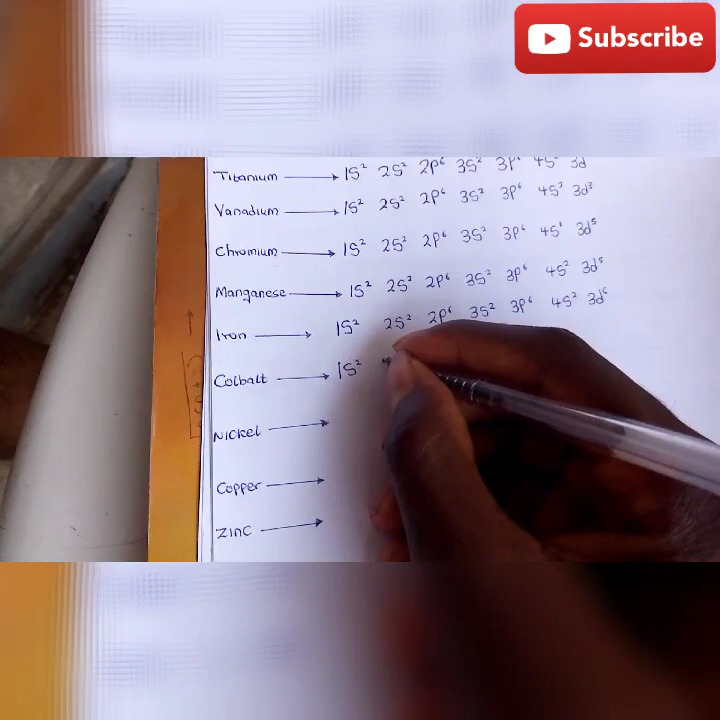 Subscribe
Titanium → 1S² 2S² 2P⁶ 3S² 3P⁶ 4S² 3d
Vanadium → 1S² 2S² 2P⁶ 3S² 3P⁶ 4S² 3d³
Chromium → 1S² 2S² 2P⁶ 3S² 3P⁶ 4S¹ 3d⁵
Manganese → 1S² 2S² 2P⁶ 3S² 3P⁶ 4S² 3d⁵
Iron → 1S² 2S² 2P⁶ 3S² 3P⁶ 4S² 3d⁶
Colbalt → 1S²
Nickel →
Copper →
Zinc →